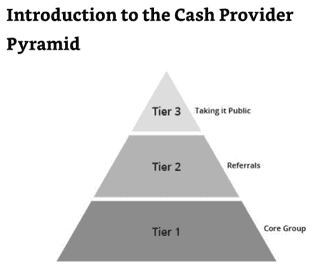 Introduction to the Cash Provider
Pyramid
Tier 3 Taking it Public
Tier 2 Referrals
Tier 1 Core Group